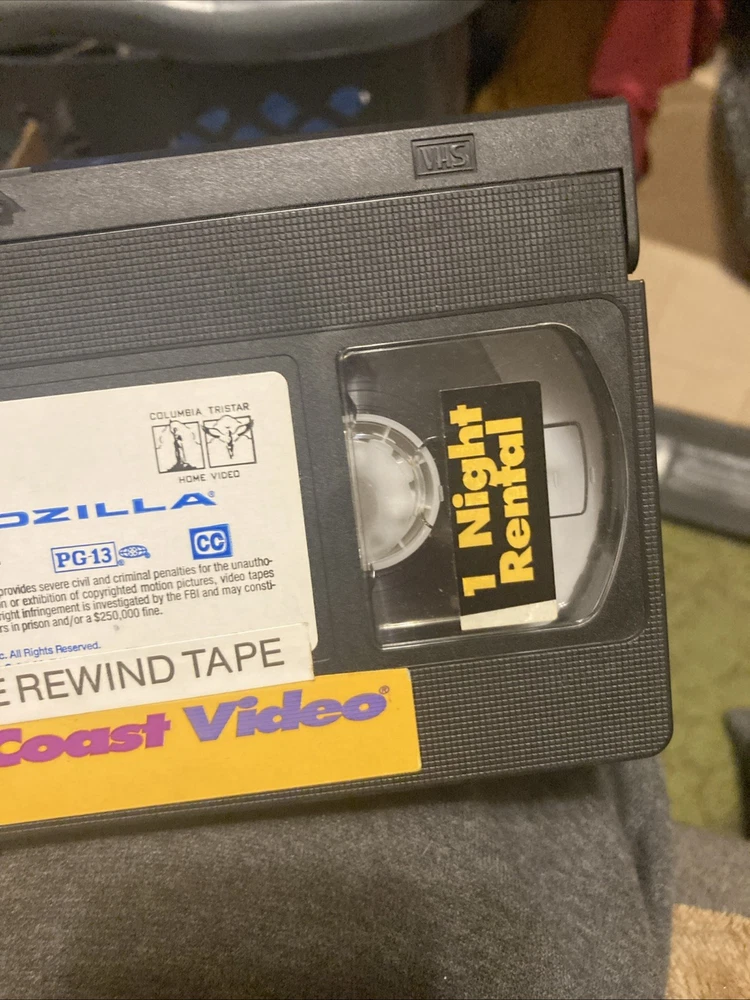 VHS
COLUMBIA TRISTAR
HOME VIDEO
DZILLA®
PG-13®
CC
provides severe civil and criminal penalties for the unautho-
n or exhibition of copyrighted motion pictures, video tapes
right infringement is investigated by the FBI and may consti-
rs in prison and/or a $250,000 fine.
c. All Rights Reserved.
E REWIND TAPE
Coast Video®
1 Night
Rental